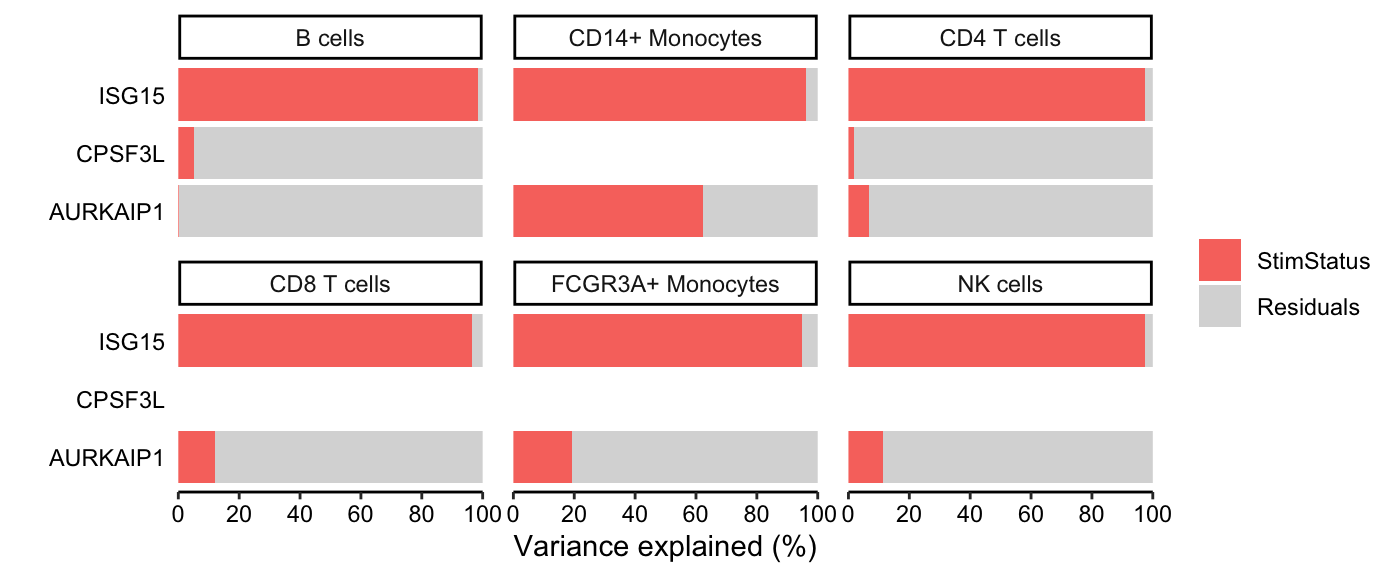 B cells CD14+ Monocytes CD4 T cells
ISG15
CPSF3L
AURKAIP1
StimStatus
Residuals
CD8 T cells FCGR3A+ Monocytes NK cells
ISG15
CPSF3L
AURKAIP1
0 20 40 60 80 100 0 20 40 60 80 100 0 20 40 60 80 100
Variance explained (%)